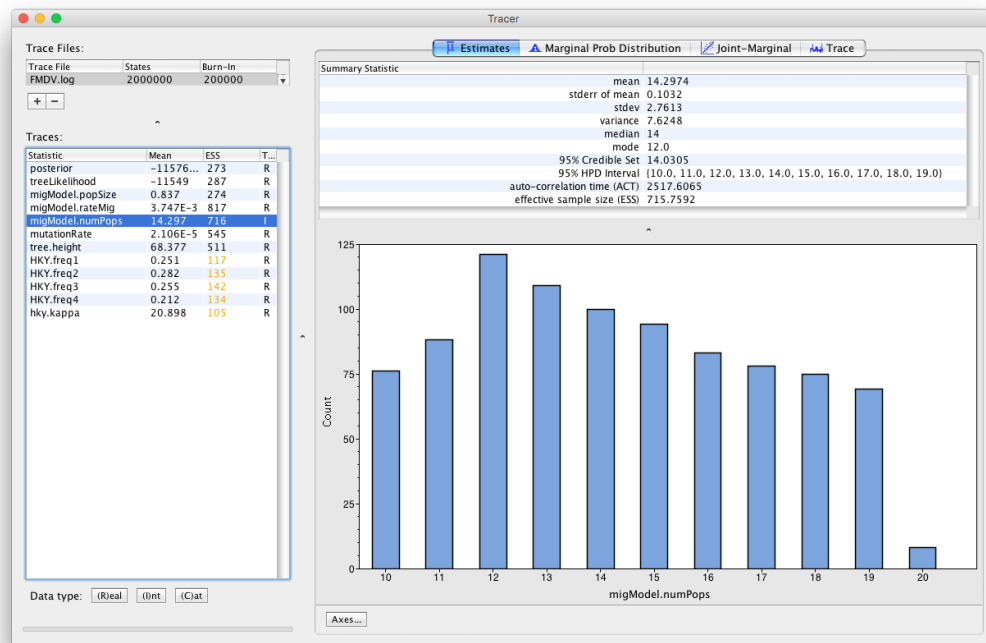 Tracer
Trace Files:
Trace File States Burn-In
FMDV.log 2000000 200000
+ −
Traces:
Statistic Mean ESS T...
posterior −11576... 273 R
treeLikelihood −11549 287 R
migModel.popSize 0.837 274 R
migModel.rateMig 3.747E-3 817 R
migModel.numPops 14.297 716 I
mutationRate 2.106E-5 545 R
tree.height 68.377 511 R
HKY.freq1 0.251 117 R
HKY.freq2 0.282 135 R
HKY.freq3 0.255 142 R
HKY.freq4 0.212 134 R
hky.kappa 20.898 105 R
Data type: (R)eal (I)nt (C)at
Estimates Marginal Prob Distribution Joint-Marginal Trace
Summary Statistic
mean 14.2974
stderr of mean 0.1032
stdev 2.7613
variance 7.6248
median 14
mode 12.0
95% Credible Set 14.0305
95% HPD Interval {10.0, 11.0, 12.0, 13.0, 14.0, 15.0, 16.0, 17.0, 18.0, 19.0}
auto-correlation time (ACT) 2517.6065
effective sample size (ESS) 715.7592
125
100
75
50
25
0
Count
10 11 12 13 14 15 16 17 18 19 20
migModel.numPops
Axes...